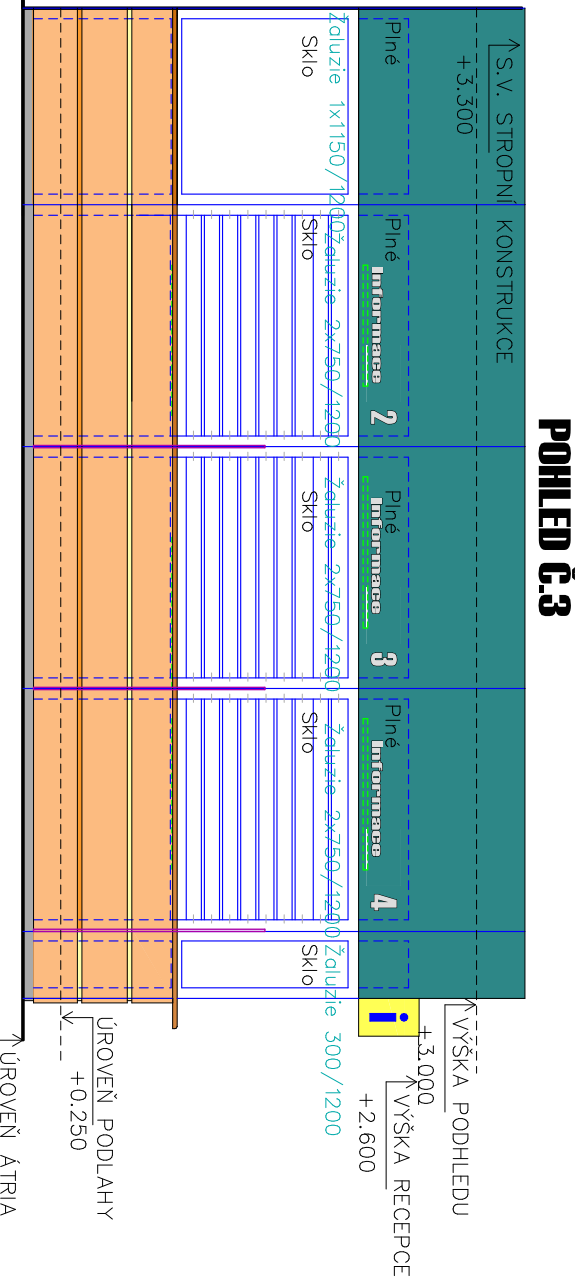 POHLED Č.3
S.V. STROPNÍ KONSTRUKCE
+3.300
Plné
Plné
Plné
Plné
Informace 2
Informace 3
Informace 4
i
VÝŠKA PODHLEDU
+3.000
VÝŠKA RECEPCE
+2.600
Žaluzie 1x1150/1200
Žaluzie 2x750/1200
Žaluzie 2x750/1200
Žaluzie 2x750/1200
Žaluzie 300/1200
Sklo
Sklo
Sklo
Sklo
Sklo
ÚROVEŇ PODLAHY
+0.250
ÚROVEŇ ÁTRIA